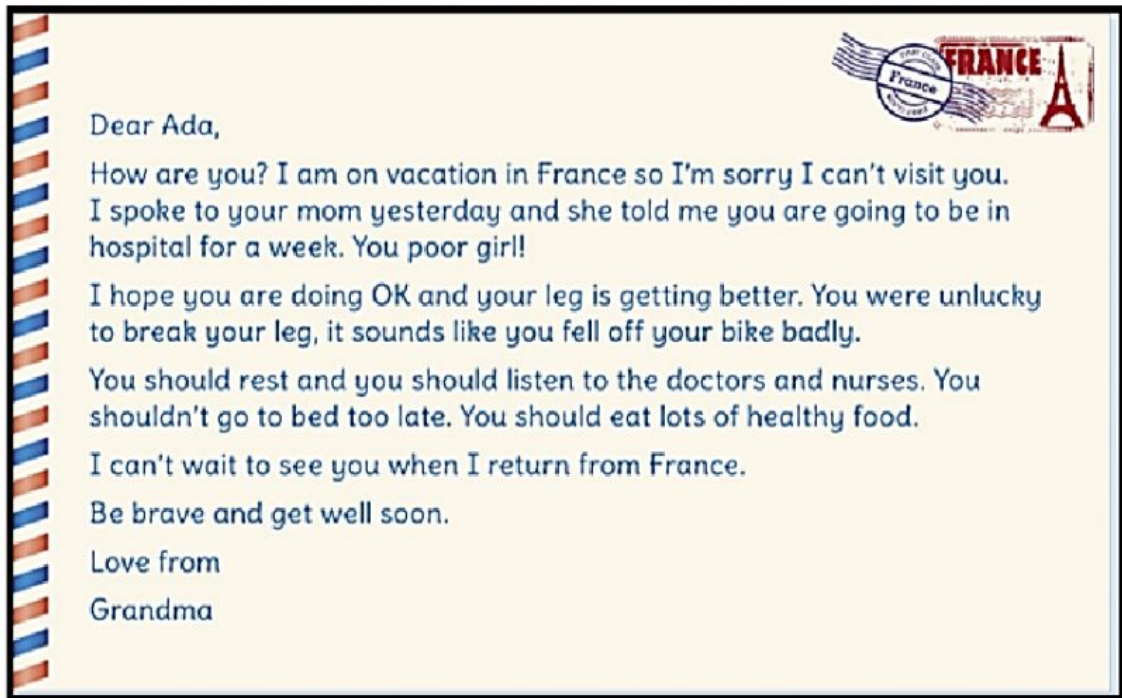 FRANCE
France
Dear Ada,
How are you? I am on vacation in France so I'm sorry I can't visit you.
I spoke to your mom yesterday and she told me you are going to be in
hospital for a week. You poor girl!
I hope you are doing OK and your leg is getting better. You were unlucky
to break your leg, it sounds like you fell off your bike badly.
You should rest and you should listen to the doctors and nurses. You
shouldn't go to bed too late. You should eat lots of healthy food.
I can't wait to see you when I return from France.
Be brave and get well soon.
Love from
Grandma